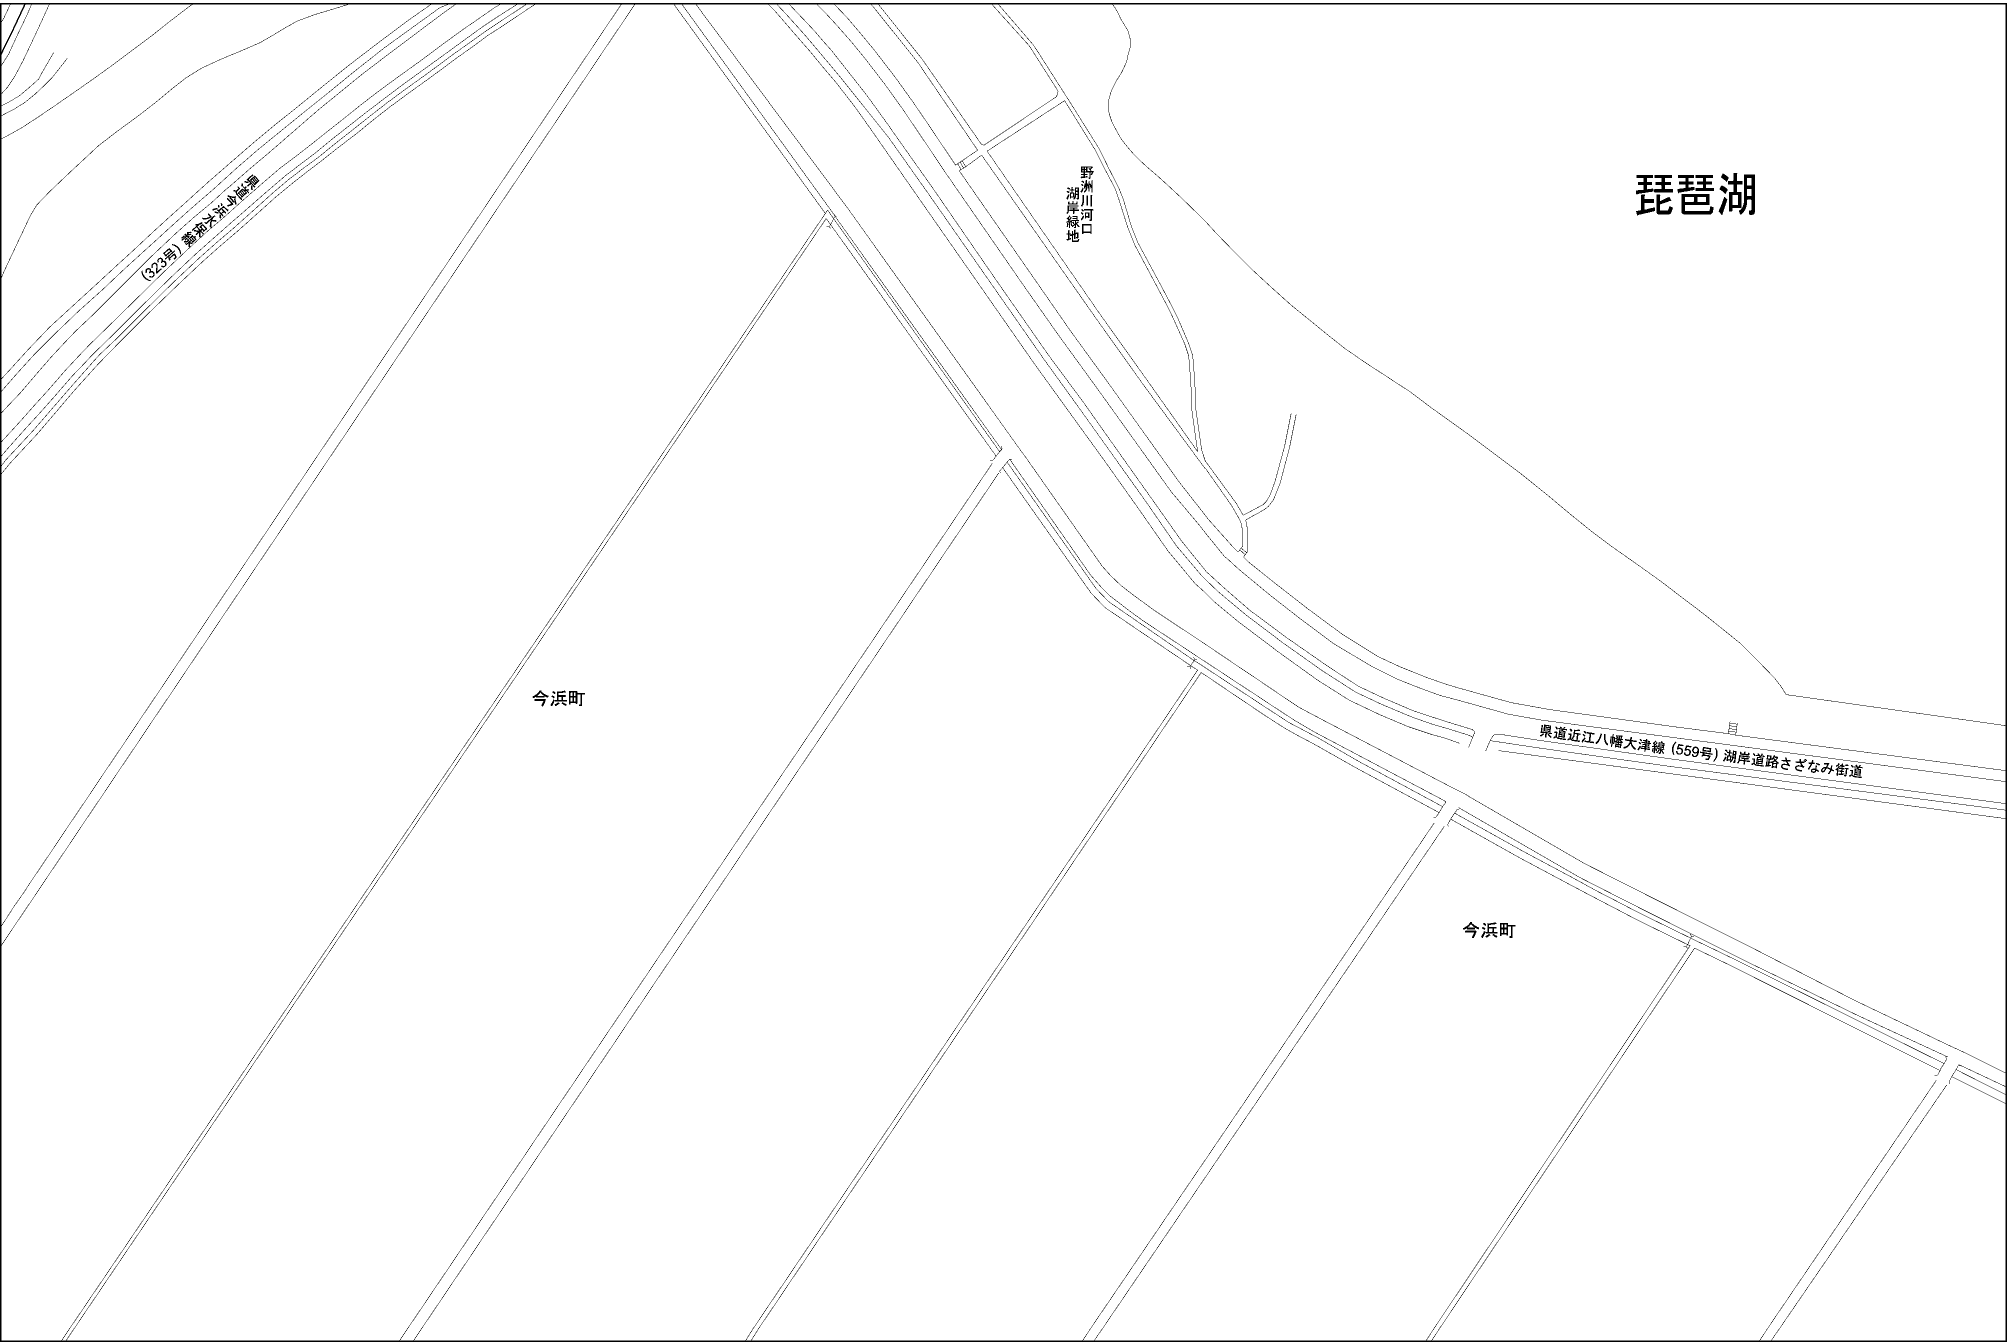 琵琶湖
野洲川河口
湖岸緑地
県道今浜水保線 (323号)
今浜町
県道近江八幡大津線 (559号) 湖岸道路さざなみ街道
今浜町